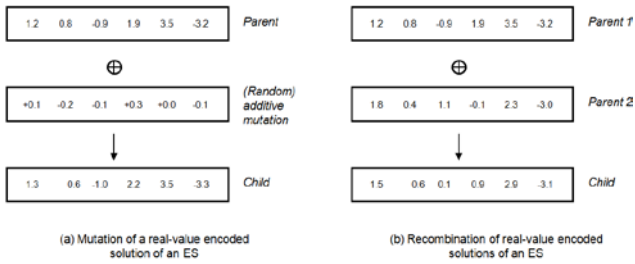 1.2 0.8 -0.9 1.9 3.5 -3.2 Parent
+0.1 -0.2 -0.1 +0.3 +0.0 -0.1 (Random) additive mutation
1.3 0.6 -1.0 2.2 3.5 -3.3 Child
(a) Mutation of a real-value encoded
solution of an ES
1.2 0.8 -0.9 1.9 3.5 -3.2 Parent 1
1.8 0.4 1.1 -0.1 2.3 -3.0 Parent 2
1.5 0.6 0.1 0.9 2.9 -3.1 Child
(b) Recombination of real-value encoded
solutions of an ES